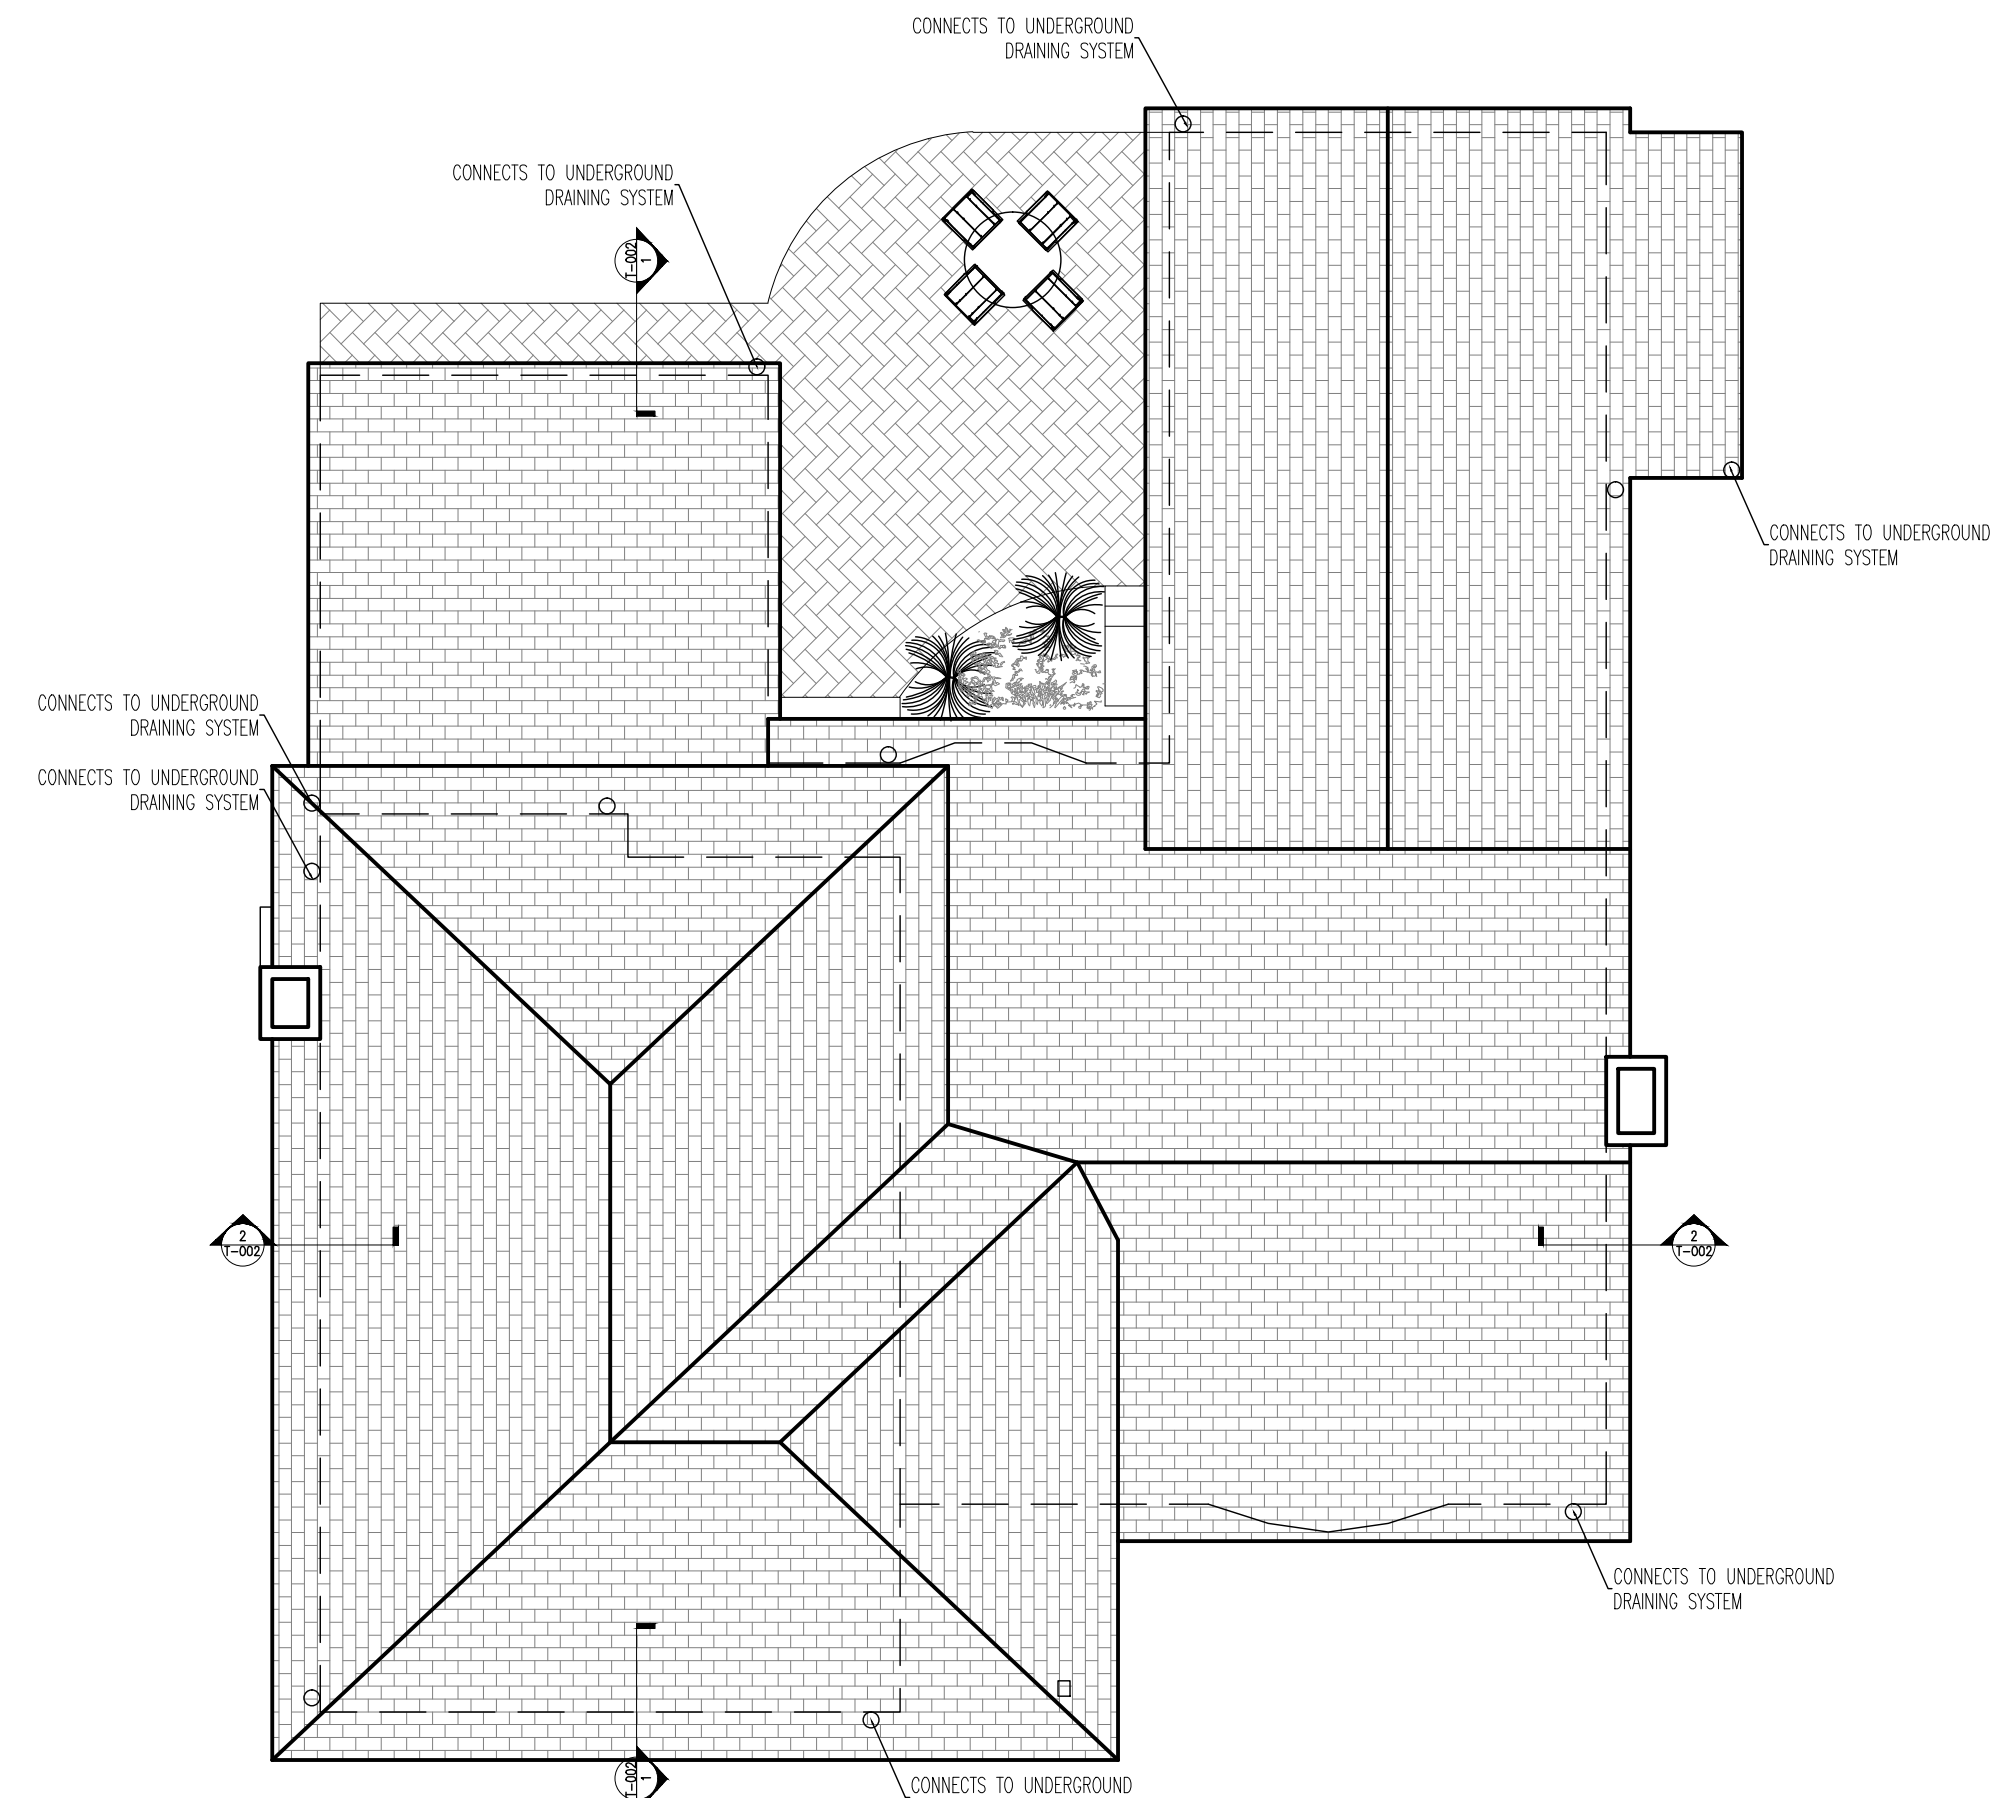 CONNECTS TO UNDERGROUND
DRAINING SYSTEM
CONNECTS TO UNDERGROUND
DRAINING SYSTEM
T-002
1
CONNECTS TO UNDERGROUND
DRAINING SYSTEM
CONNECTS TO UNDERGROUND
DRAINING SYSTEM
CONNECTS TO UNDERGROUND
DRAINING SYSTEM
2
T-002
2
T-002
CONNECTS TO UNDERGROUND
DRAINING SYSTEM
T-002
1
CONNECTS TO UNDERGROUND